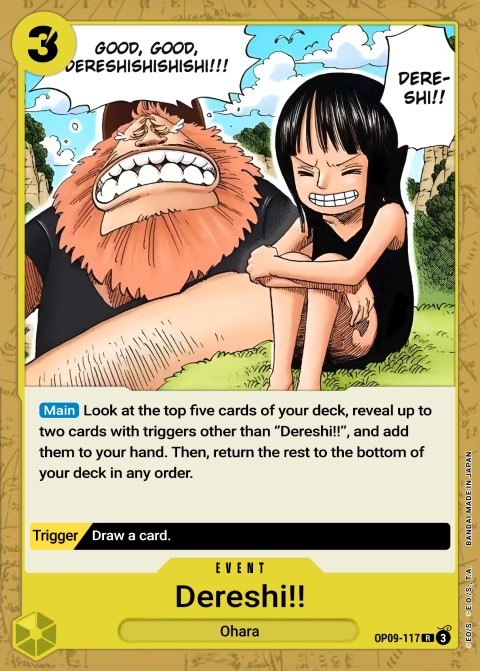 3
GOOD, GOOD,
DERESHISHISHISHI!!!
DERE-
SHI!!
Main Look at the top five cards of your deck, reveal up to
two cards with triggers other than “Dereshi!!”, and add
them to your hand. Then, return the rest to the bottom of
your deck in any order.
Trigger Draw a card.
EVENT
Dereshi!!
Ohara
OP09-117 R 3
©E.O./S. ©E.O./S., T.A. BANDAI MADE IN JAPAN